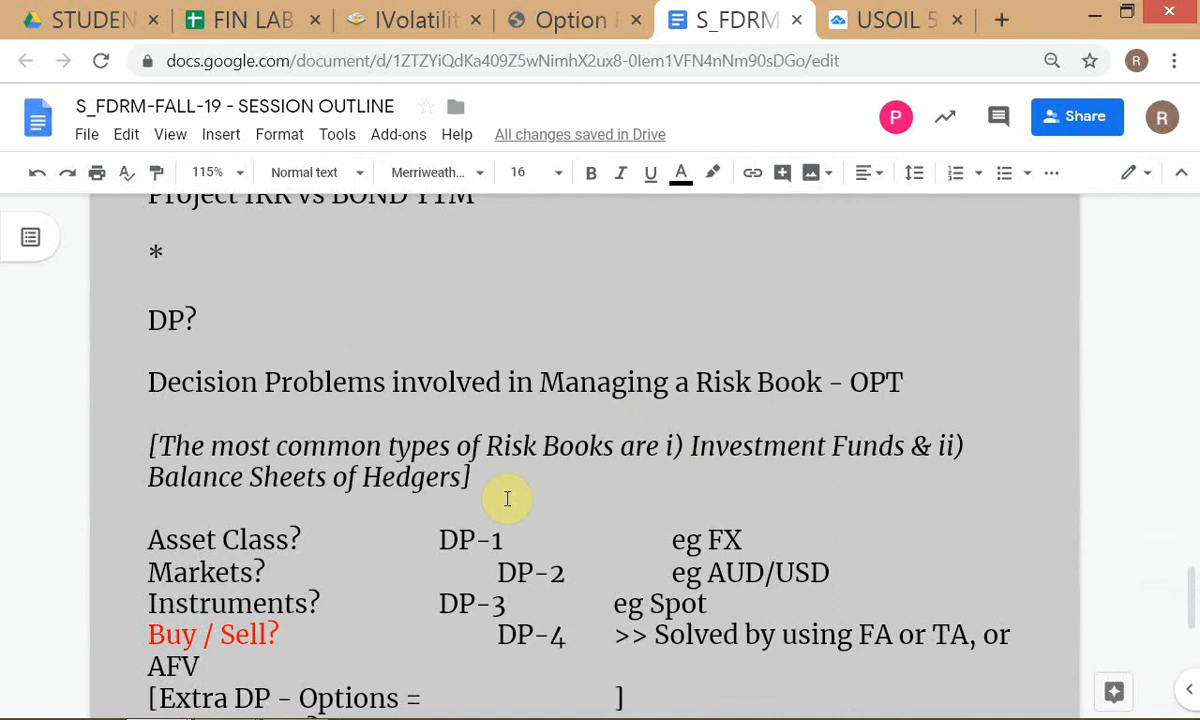 STUDEN × FIN LAB × IVolatilit × Option × S_FDRM × USOIL 5 × +
docs.google.com/document/d/1ZTZYiQdKa409Z5wNimhX2ux8-0lem1VFN4nNm90sDGo/edit R
S_FDRM-FALL-19 - SESSION OUTLINE P Share R
File Edit View Insert Format Tools Add-ons Help All changes saved in Drive
115% Normal text Merriweath... 16 B I U A
Project IRR vs BOND YTM
*
DP?
Decision Problems involved in Managing a Risk Book - OPT
[The most common types of Risk Books are i) Investment Funds & ii)
Balance Sheets of Hedgers]
Asset Class? DP-1 eg FX
Markets? DP-2 eg AUD/USD
Instruments? DP-3 eg Spot
Buy / Sell? DP-4 >> Solved by using FA or TA, or
AFV
[Extra DP - Options = ]